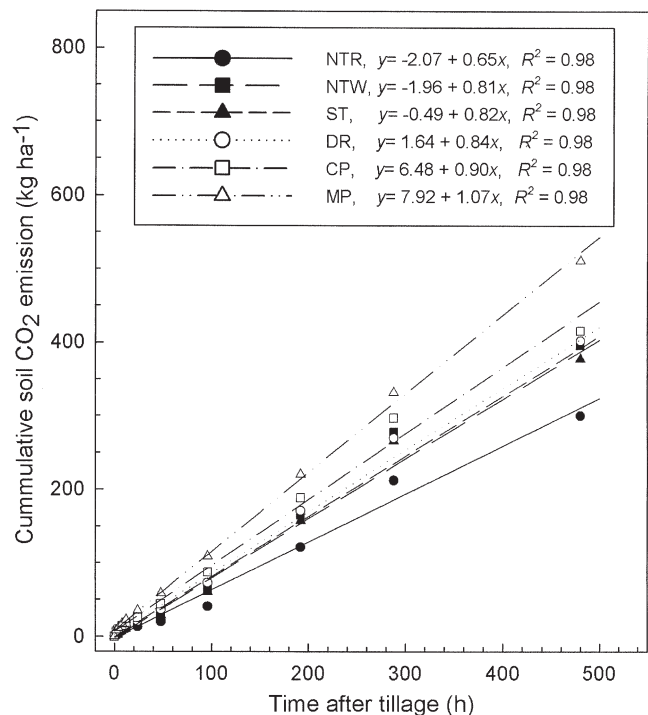 800
600
400
200
0
Cummulative soil CO2 emission (kg ha-1)
NTR, y= -2.07 + 0.65x, R2 = 0.98
NTW, y= -1.96 + 0.81x, R2 = 0.98
ST, y= -0.49 + 0.82x, R2 = 0.98
DR, y= 1.64 + 0.84x, R2 = 0.98
CP, y= 6.48 + 0.90x, R2 = 0.98
MP, y= 7.92 + 1.07x, R2 = 0.98
0 100 200 300 400 500
Time after tillage (h)